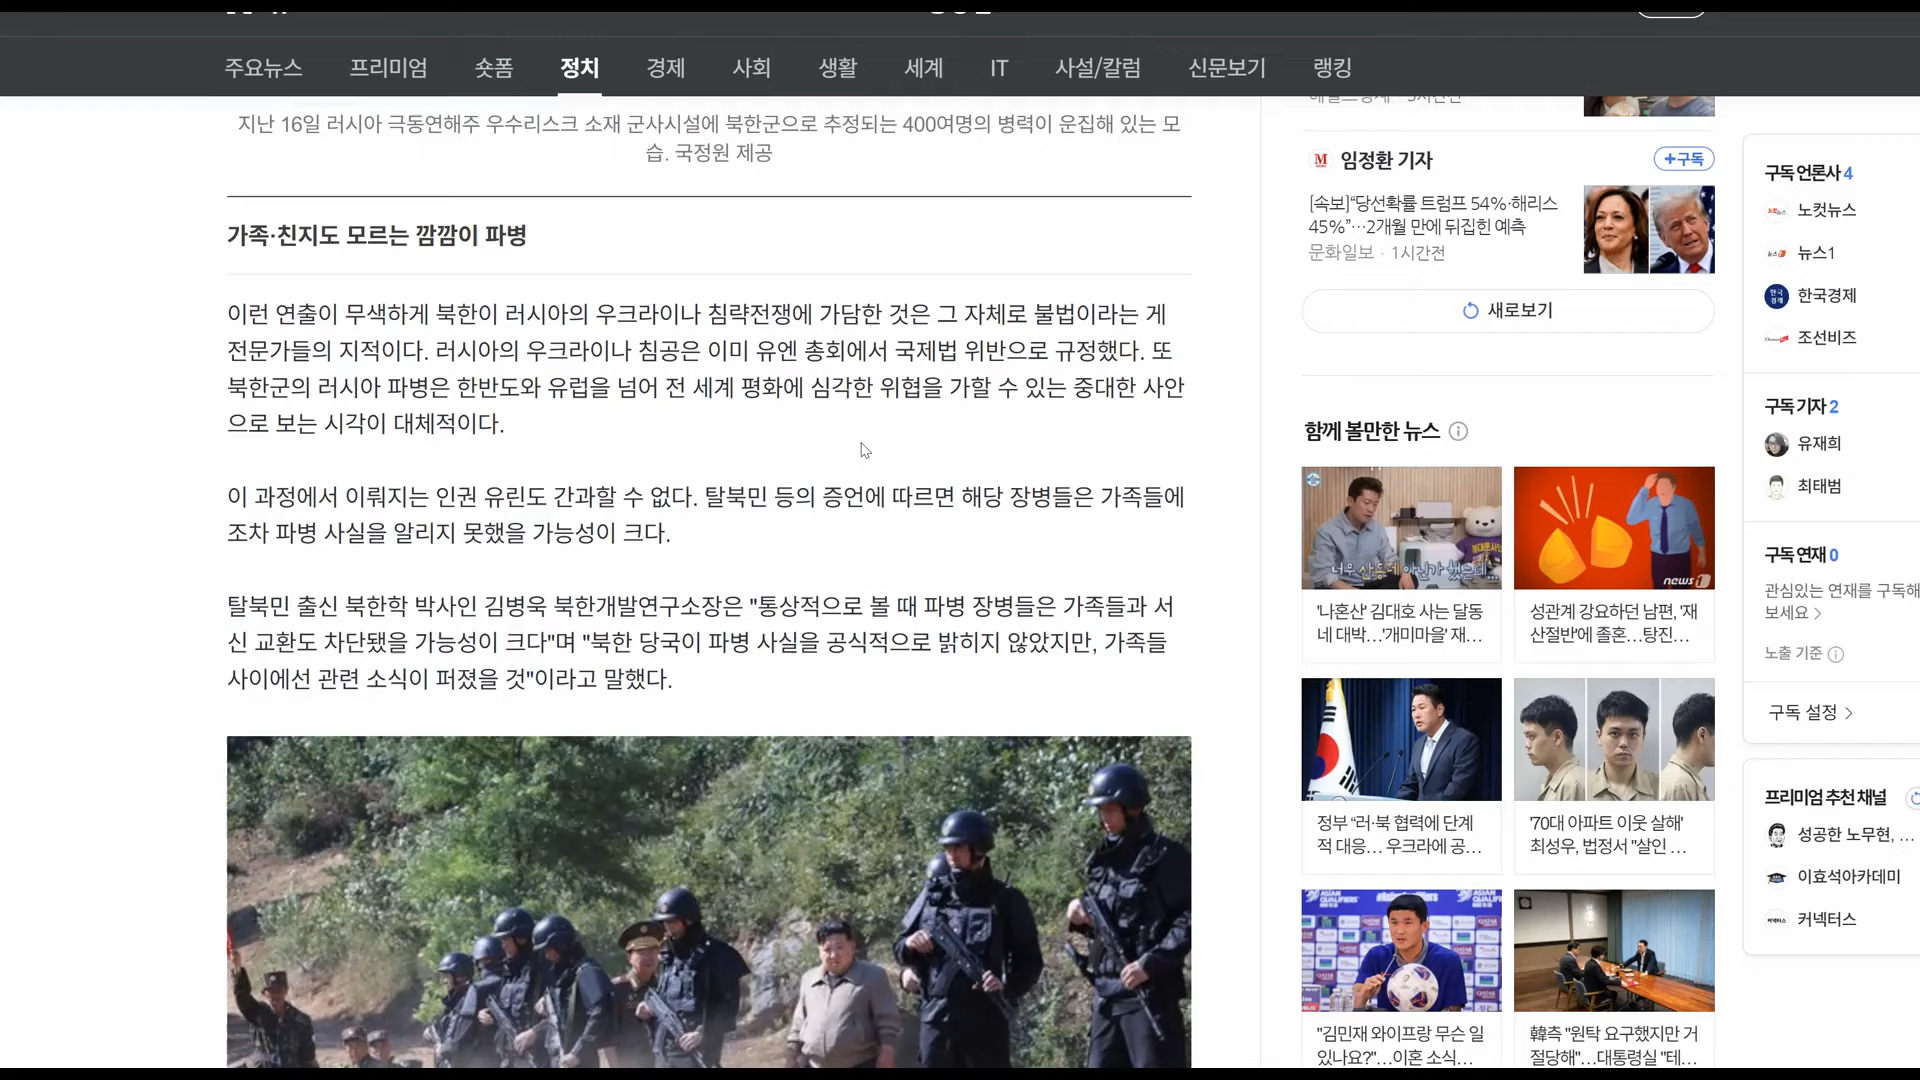 주요뉴스 프리미엄 숏폼 정치 경제 사회 생활 세계 IT 사설/칼럼 신문보기 랭킹
지난 16일 러시아 극동연해주 우수리스크 소재 군사시설에 북한군으로 추정되는 400여명의 병력이 운집해 있는 모
습. 국정원 제공
가족·친지도 모르는 깜깜이 파병
이런 연출이 무색하게 북한이 러시아의 우크라이나 침략전쟁에 가담한 것은 그 자체로 불법이라는 게
전문가들의 지적이다. 러시아의 우크라이나 침공은 이미 유엔 총회에서 국제법 위반으로 규정했다. 또
북한군의 러시아 파병은 한반도와 유럽을 넘어 전 세계 평화에 심각한 위협을 가할 수 있는 중대한 사안
으로 보는 시각이 대체적이다.
이 과정에서 이뤄지는 인권 유린도 간과할 수 없다. 탈북민 등의 증언에 따르면 해당 장병들은 가족들에
조차 파병 사실을 알리지 못했을 가능성이 크다.
탈북민 출신 북한학 박사인 김병욱 북한개발연구소장은 "통상적으로 볼 때 파병 장병들은 가족들과 서
신 교환도 차단됐을 가능성이 크다"며 "북한 당국이 파병 사실을 공식적으로 밝히지 않았지만, 가족들
사이에선 관련 소식이 퍼졌을 것"이라고 말했다.
M 임정환 기자
+구독
[속보]“당선확률 트럼프 54%·해리스
45%”…2개월 만에 뒤집힌 예측
문화일보 · 1시간전
새로보기
함께 볼만한 뉴스
너무 산동네 아닌가 했는데...
news1
'나혼산' 김대호 사는 달동
네 대박…'개미마을' 재…
성관계 강요하던 남편, '재
산절반'에 졸혼…탕진…
정부 “러·북 협력에 단계
적 대응… 우크라에 공…
'70대 아파트 이웃 살해'
최성우, 법정서 "살인 …
"김민재 와이프랑 무슨 일
있나요?"…이혼 소식…
韓측 "원탁 요구했지만 거
절당해"…대통령실 "테…
구독 언론사 4
노컷뉴스
뉴스1
한국경제
조선비즈
구독 기자 2
유재희
최태범
구독 연재 0
관심있는 연재를 구독해
보세요 >
노출 기준
구독 설정 >
프리미엄 추천 채널
성공한 노무현, …
이효석아카데미
커넥터스